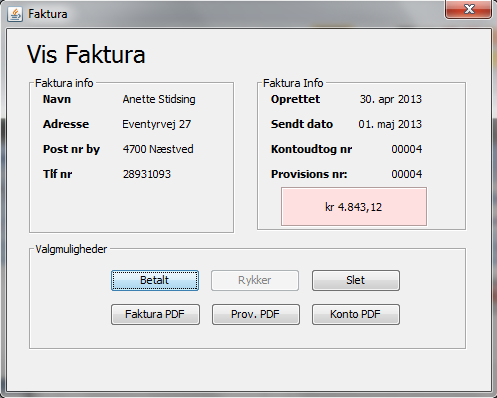 Faktura
Vis Faktura
Faktura info
Navn Anette Stidsing
Adresse Eventyrvej 27
Post nr by 4700 Næstved
Tlf nr 28931093
Faktura Info
Oprettet 30. apr 2013
Sendt dato 01. maj 2013
Kontoudtog nr 00004
Provisions nr: 00004
kr 4.843,12
Valgmuligheder
Betalt Rykker Slet
Faktura PDF Prov. PDF Konto PDF